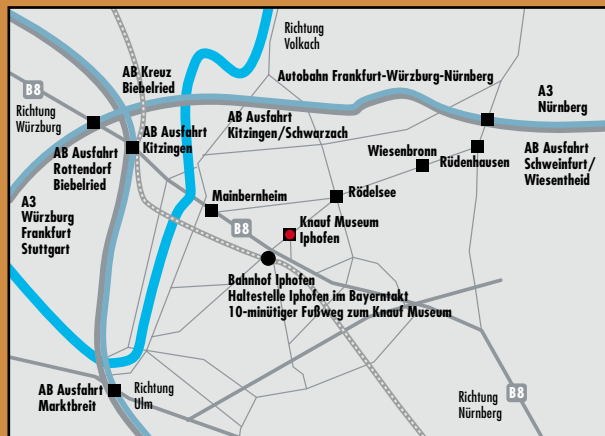 Richtung
Volkach
AB Kreuz
Biebelried
Autobahn Frankfurt-Würzburg-Nürnberg
B8
Richtung
Würzburg
A3
Nürnberg
AB Ausfahrt
Kitzingen
AB Ausfahrt
Kitzingen/Schwarzach
AB Ausfahrt
Rottendorf
Biebelried
Wiesenbronn
Rüdenhausen
AB Ausfahrt
Schweinfurt/
Wiesentheid
A3
Würzburg
Frankfurt
Stuttgart
Mainbernheim
Rödelsee
B8
Knauf Museum
Iphofen
Bahnhof Iphofen
Haltestelle Iphofen im Bayerntakt
10-minütiger Fußweg zum Knauf Museum
AB Ausfahrt
Marktbreit
Richtung
Ulm
Richtung
Nürnberg
B8